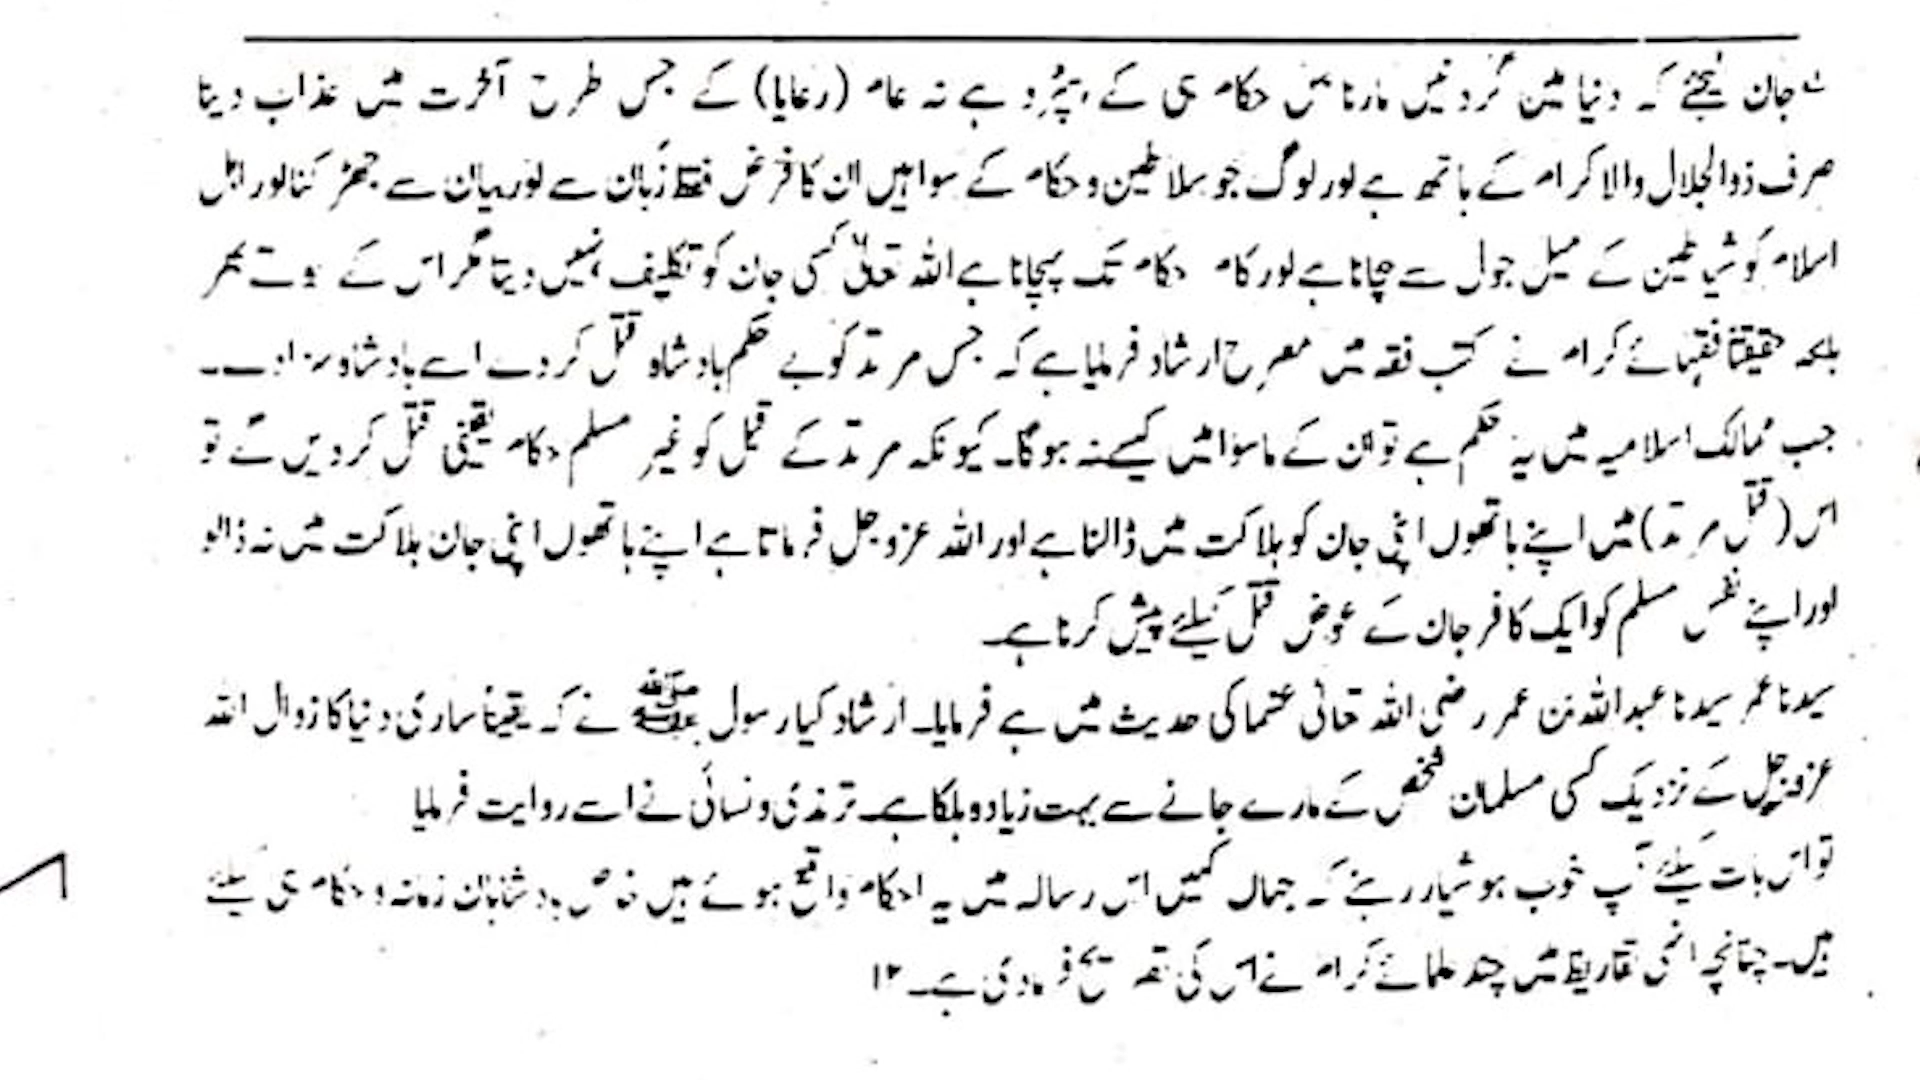 جان لیجئے کہ دنیا میں گردنیں مارنا بس حکام ہی کے سپرد ہے نہ عام (رعایا) کے جس طرح آخرت میں عذاب دینا
صرف ذوالجلال والاکرام کے ہاتھ ہے اور لوگ جو سلاطین و حکام کے سوا ہیں ان کا فرض فقط زبان سے اور بیان سے جھڑکنا اور اہل
اسلام کو شیاطین کے میل جول سے بچانا ہے اور کام حکام تک پہچانا ہے اللہ تعالیٰ کسی جان کو تکلیف نہیں دیتا مگر اس کے ہوتے بھر
بلکہ حقیقتاً فقہائے کرام نے کتب فقہ میں مصرح ارشاد فرمایا ہے کہ جس مرتد کو بے حکم بادشاہ قتل کردے اسے بادشاہ سزا دے۔۔
جب ممالک اسلامیہ میں یہ حکم ہے تو ان کے ماسوا میں کیسے نہ ہوگا۔ کیونکہ مرتد کے قتل کو غیر مسلم حکام یقینی قتل کردیں گے تو
اس (قتل مرتد) میں اپنے ہاتھوں اپنی جان کو ہلاکت میں ڈالنا ہے اور اللہ عزوجل فرماتا ہے اپنے ہاتھوں اپنی جان ہلاکت میں نہ ڈالو
اور اپنے نفس مسلم کو ایک کافر جان کے عوض قتل کیلئے پیش کرنا ہے۔
سیدنا عمر سیدنا عبداللہ بن عمر رضی اللہ تعالیٰ عنہما کی حدیث میں ہے فرمایا۔ ارشاد کیا رسول ﷺ نے کہ یقیناً ساری دنیا کا زوال اللہ
عزوجل کے نزدیک کسی مسلمان شخص کے مارے جانے سے بہت زیادہ ہلکا ہے۔ ترمذی و نسائی نے اسے روایت فرمایا
تو اس بات کیلئے آپ خوب ہوشیار رہئے کہ جہاں کہیں اس رسالہ میں یہ احکام واقع ہوئے ہیں خاص بادشاہان زمانہ و حکام ہی کیلئے
ہیں۔ چنانچہ انہی تقاریظ میں چند علمائے کرام نے اس کی تصریح فرمادی ہے۔ ۱۲